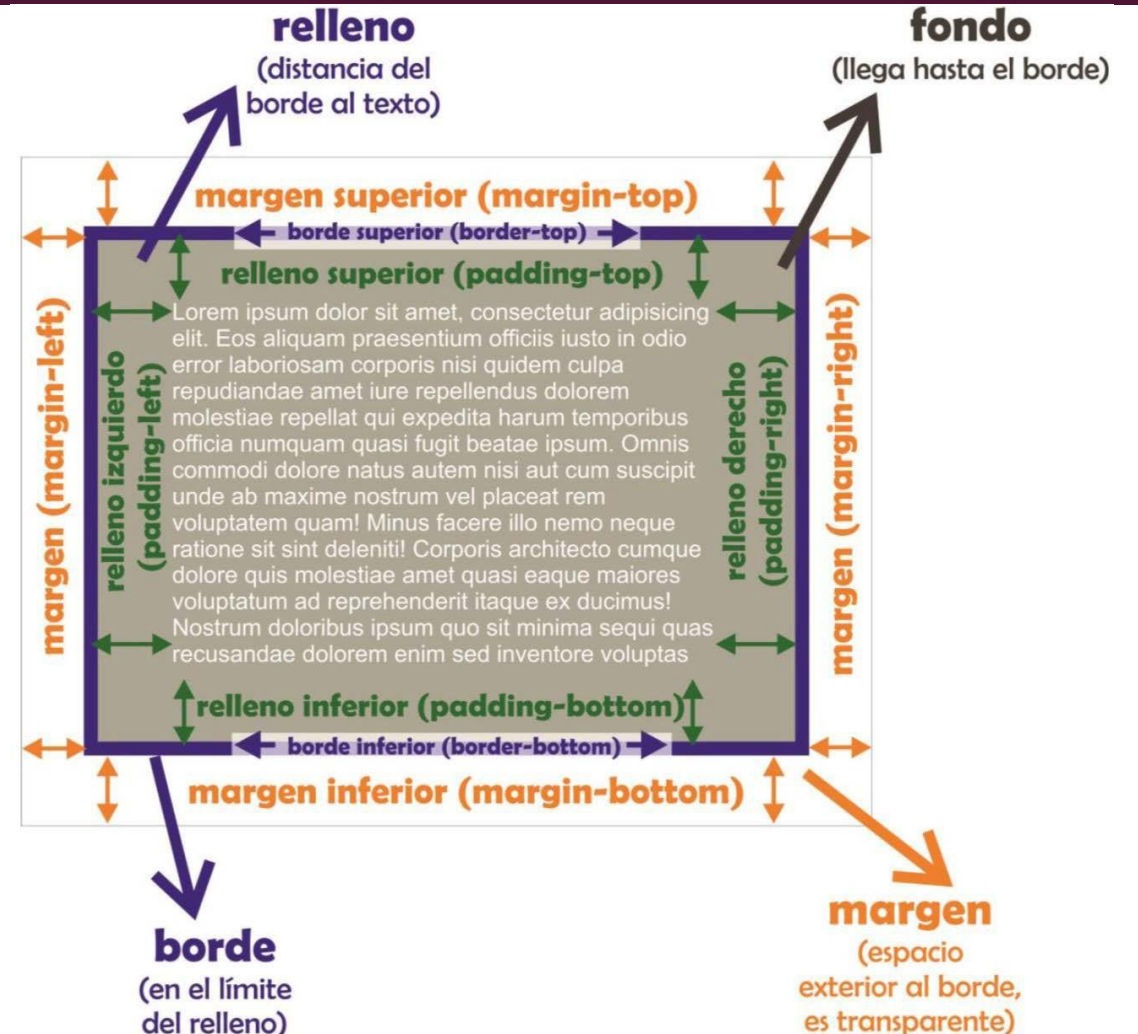 relleno
(distancia del
borde al texto)
fondo
(llega hasta el borde)
margen superior (margin-top)
borde superior (border-top)
relleno superior (padding-top)
margen (margin-left)
relleno izquierdo
(padding-left)
Lorem ipsum dolor sit amet, consectetur adipisicing
elit. Eos aliquam praesentium officiis iusto in odio
error laboriosam corporis nisi quidem culpa
repudiandae amet iure repellendus dolorem
molestiae repellat qui expedita harum temporibus
officia numquam quasi fugit beatae ipsum. Omnis
commodi dolore natus autem nisi aut cum suscipit
unde ab maxime nostrum vel placeat rem
voluptatem quam! Minus facere illo nemo neque
ratione sit sint deleniti! Corporis architecto cumque
dolore quis molestiae amet quasi eaque maiores
voluptatum ad reprehenderit itaque ex ducimus!
Nostrum doloribus ipsum quo sit minima sequi quas
recusandae dolorem enim sed inventore voluptas
relleno derecho
(padding-right)
margen (margin-right)
relleno inferior (padding-bottom)
borde inferior (border-bottom)
margen inferior (margin-bottom)
borde
(en el límite
del relleno)
margen
(espacio
exterior al borde,
es transparente)